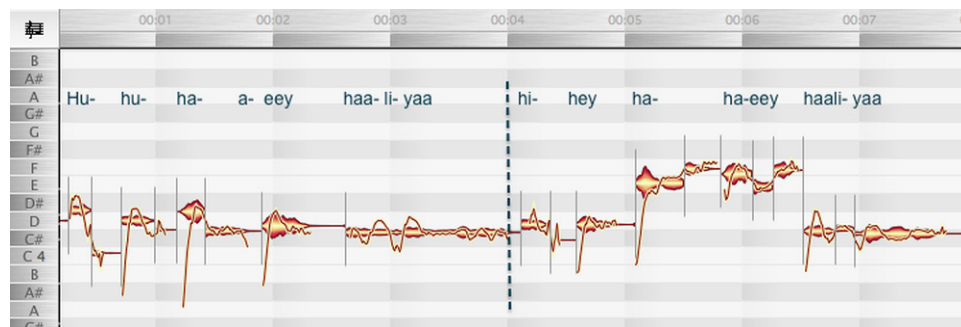 00:01 00:02 00:03 00:04 00:05 00:06 00:07
B
A#
A Hu- hu- ha- a- eey haa- li- yaa hi- hey ha- ha-eey haali- yaa
G#
G
F#
F
E
D#
D
C#
C 4
B
A#
A
G#